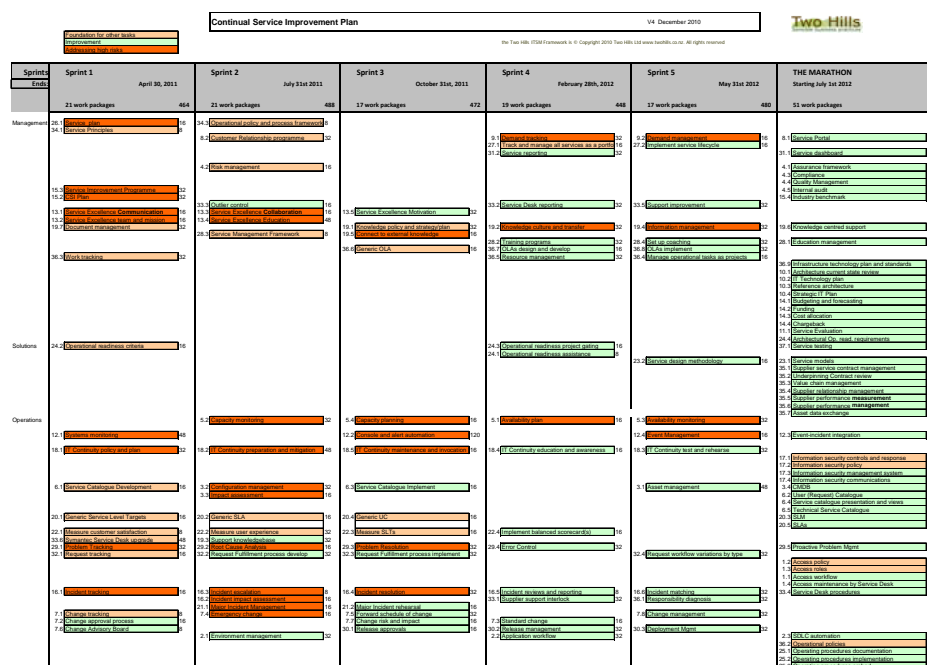 Continual Service Improvement Plan V4 December 2010
Two Hills
Foundation for other tasks
Improvement
Addressing high risks
the Two Hills ITSM Framework is © Copyright 2010 Two Hills Ltd www.twohills.co.nz. All rights reserved
Sprints Sprint 1 Sprint 2 Sprint 3 Sprint 4 Sprint 5 THE MARATHON
Ends: April 30, 2011 July 31st 2011 October 31st, 2011 February 28th, 2012 May 31st 2012 Starting July 1st 2012
21 work packages 464 21 work packages 488 17 work packages 472 19 work packages 448 17 work packages 480 51 work packages
Management 26.1 Service plan 16 34.3 Operational policy and process framework 8
34.1 Service Principles 8
8.2 Customer Relationship programme 32 9.1 Demand tracking 32 9.2 Demand management 16 8.1 Service Portal
27.1 Track and manage all services as a portfo 16 27.2 Implement service lifecycle 16
31.2 Service reporting 32 31.1 Service dashboard
4.2 Risk management 16 4.1 Assurance framework
4.3 Compliance
4.4 Quality Management
15.3 Service Improvement Programme 32 4.5 Internal audit
15.2 CSI Plan 32 15.4 Industry benchmark
33.3 Outlier control 16 33.2 Service Desk reporting 32 33.5 Support improvement 32
13.1 Service Excellence Communication 16 13.3 Service Excellence Collaboration 16 13.5 Service Excellence Motivation 32
13.2 Service Excellence team and mission 16 13.4 Service Excellence Education 48
19.7 Document management 32 19.1 Knowledge policy and strategy/plan 32 19.2 Knowledge culture and transfer 32 19.4 Information management 32 19.6 Knowledge centred support
28.3 Service Management Framework 8 19.5 Connect to external knowledge 16
28.2 Training programs 32 28.4 Set up coaching 32 28.1 Education management
36.6 Generic OLA 16 36.7 OLAs design and develop 16 36.8 OLAs implement 32
36.3 Work tracking 32 36.5 Resource management 32 36.4 Manage operational tasks as projects 16
36.9 Infrastructure technology plan and standards
10.1 Architecture current state review
10.2 IT Technology plan
10.3 Reference architecture
10.4 Strategic IT Plan
14.1 Budgeting and forecasting
14.2 Funding
14.3 Cost allocation
14.4 Chargeback
11.1 Service Evaluation
24.4 Architectural Op. read. requirements
Solutions 24.2 Operational readiness criteria 16 24.3 Operational readiness project gating 16 37.1 Service testing
24.1 Operational readiness assistance 8
23.2 Service design methodology 16 23.1 Service models
35.1 Supplier service contract management
35.2 Underpinning Contract review
35.3 Value chain management
35.4 Supplier relationship management
35.5 Supplier performance measurement
35.6 Supplier performance management
35.7 Asset data exchange
Operations 5.2 Capacity monitoring 32 5.4 Capacity planning 16 5.1 Availability plan 16 5.3 Availability monitoring 32
12.1 Systems monitoring 48 12.2 Console and alert automation 120 12.4 Event Management 16 12.3 Event-incident integration
18.1 IT Continuity policy and plan 32 18.2 IT Continuity preparation and mitigation 48 18.5 IT Continuity maintenance and invocation 16 18.4 IT Continuity education and awareness 16 18.3 IT Continuity test and rehearse 32
17.1 Information security controls and response
17.2 Information security policy
17.3 Information security management system
17.4 Information security communications
6.1 Service Catalogue Development 16 3.2 Configuration management 32 6.3 Service Catalogue Implement 16 3.1 Asset management 48 3.4 CMDB
3.3 Impact assessment 16 6.2 User (Request) Catalogue
6.4 Service catalogue presentation and views
6.5 Technical Service Catalogue
20.1 Generic Service Level Targets 16 20.2 Generic SLA 16 20.4 Generic UC 16 20.3 SLM
20.5 SLAs
22.1 Measure customer satisfaction 8 22.2 Measure user experience 32 22.3 Measure SLTs 16 22.4 Implement balanced scorecard(s) 16
33.6 Symantec Service Desk upgrade 48 19.3 Support knowledgebase 32
29.1 Problem Tracking 32 29.2 Root Cause Analysis 16 29.3 Problem Resolution 32 29.4 Error Control 32 29.5 Proactive Problem Mgmt
32.1 Request tracking 16 32.2 Request Fulfillment process develop 16 32.3 Request Fulfillment process implement 32 32.4 Request workflow variations by type 32
1.2 Access policy
1.3 Access roles
1.1 Access workflow
1.4 Access maintenance by Service Desk
16.1 Incident tracking 16 16.3 Incident escalation 8 16.4 Incident resolution 32 16.5 Incident reviews and reporting 8 16.6 Incident matching 32 33.4 Service Desk procedures
16.2 Incident impact assessment 8 33.1 Supplier support interlock 32 36.1 Responsibility diagnosis 32
21.1 Major Incident Management 16 21.2 Major Incident rehearsal 16
7.1 Change tracking 8 7.4 Emergency change 16 7.5 Forward schedule of change 32 7.8 Change management 32
7.2 Change approval process 16 7.7 Change risk and impact 16 7.3 Standard change 16
7.6 Change Advisory Board 8 30.1 Release approvals 32 30.2 Release management 32 30.3 Deployment Mgmt 16
2.1 Environment management 32 2.2 Application workflow 32 2.3 SDLC automation
36.2 Operational policies
25.1 Operating procedures documentation
25.2 Operating procedures implementation